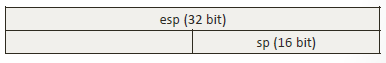 esp (32 bit)
sp (16 bit)